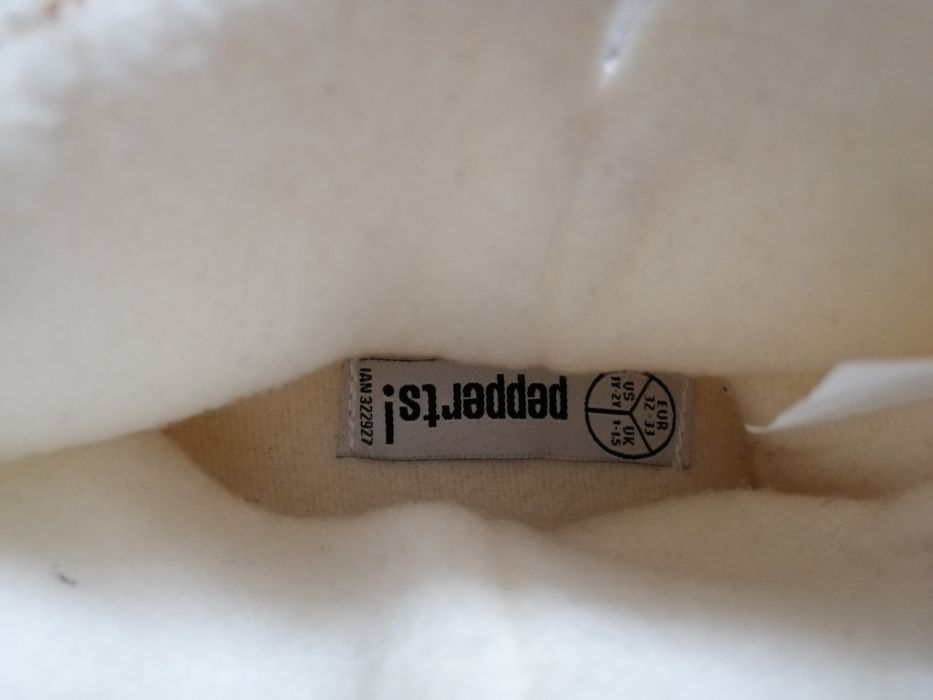 pepperts!
EUR
32-33
US
1Y-2Y
UK
1-1.5
IAN 322927